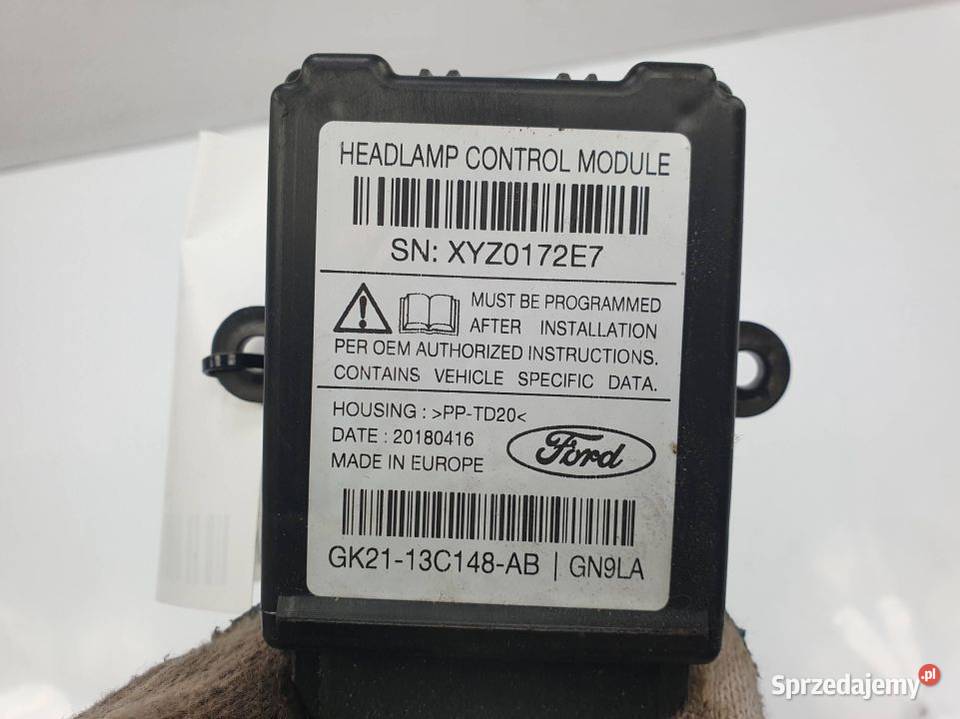 HEADLAMP CONTROL MODULE
SN: XYZ0172E7
MUST BE PROGRAMMED
AFTER INSTALLATION
PER OEM AUTHORIZED INSTRUCTIONS.
CONTAINS VEHICLE SPECIFIC DATA.
HOUSING : >PP-TD20<
DATE : 20180416
MADE IN EUROPE
Ford
GK21-13C148-AB | GN9LA
Sprzedajemy.pl